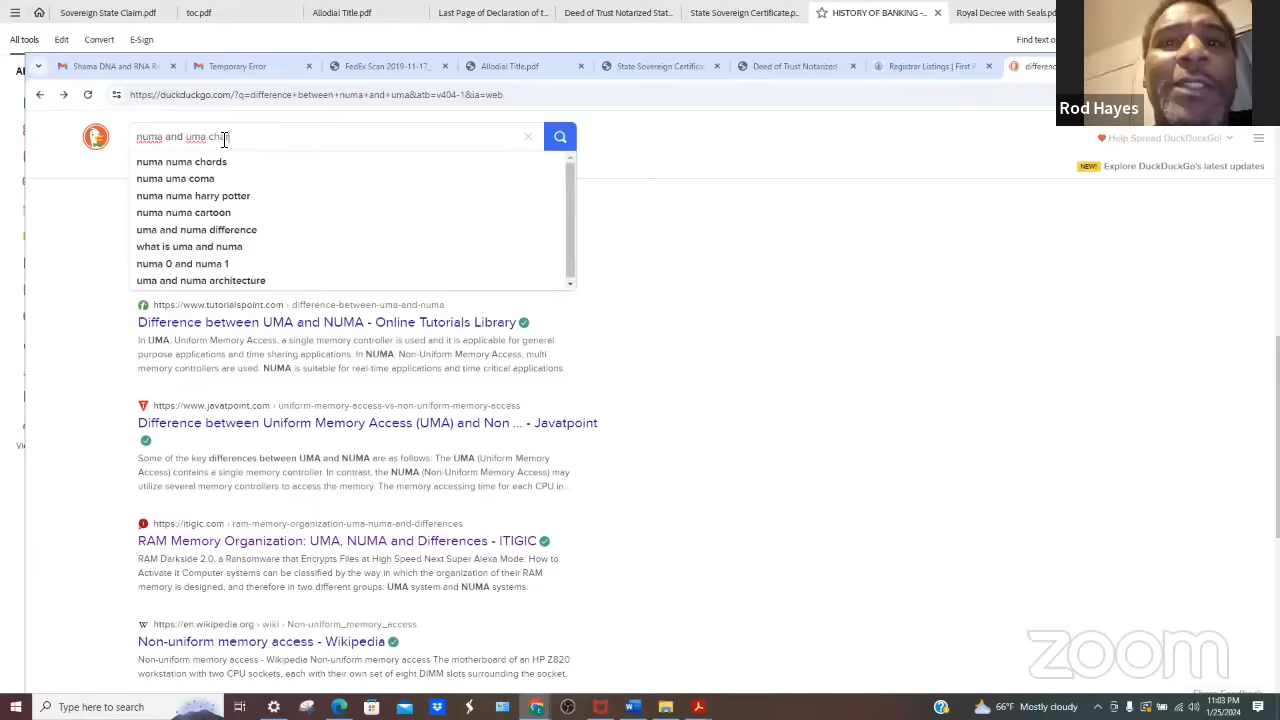 Safari Scan.pdf
toc.pdf
Allodial Title.pdf
Last Page of Declaration of t...
Deed of Trust Notarized Stat...
State Sovereign Certificate.p...
HISTORY OF BANKING -...
Royal Decree with Seals.p
All tools Edit Convert E-Sign
Find text o
Shama DNA and RNA Re
Temporary Error
FedEx Scan 2019-11-17_
Allodial Title.pdf
State Sovereign Certifica
Deed of Trust Notarized
Registrar Listings | First R
differenc
https://duckduckgo.com/?q=difference+between+numa+and+uma&atb=v404-1&ia=web
Rod Hayes
numa and uma char
Help Spread DuckDuckGo!
NEW! Explore DuckDuckGo's latest updates
numa numa chords
numa uma coma
numa numa harry potter
numa numa cartoon
uma and numa difference
what is uma and numa
numa 0 and numa 1
uma and numa architecture
https://www.tutorialspoint.com › difference-between-uma-and-numa
Difference between UMA and NUMA - Online Tutorials Library
In UMA, Uniform Memory Access, a single memory controller is used and it is applicable for general
purpose applications and time sharing applications. In NUMA, Non-Uniform Memory Access, multi
memory controllers are used. NUMA is suitable for real-time applications and time critical applications.
https://www.javatpoint.com › uniform-memory-access-vs-non-uniform-memory-access
Difference between Uniform Memory Access (UMA) and Non ... - Javatpoint
Some of the key differences between UMA and NUMA are as follows: The UMA (Uniform
Memory Access) contains a single memory controller. In contrast, the NUMA (Non-Uniform Memory Access) may
utilize several memory controllers to access the memory. The memory accessing time for each CPU in...
https://itigic.com › ram-memory-organization-uma-numa-and-differences
RAM Memory Organization: UMA, NUMA and Differences - ITIGIC
RAM Darkside 2.0, a Ransomware that Encrypts Files at High Speed Next Super Alexa Mode: How to
Activate it Computer systems can be classified by the way in which the organization of their RAM
memory is designed, and therefore in two different groups: UMA system and NUMA systems.
https://en.wikipedia.org › wiki › Non-uniform_memory_access
Non-uniform memory access - Wikipedia
Non-uniform memory access - Wikipedia Non-uniform memory access The motherboard of an HP Z820
workstation with two CPU sockets, each with their own set of eight DIMM slots surrounding the socket.
zoom
Share Feedback
Type here to search
66°F Mostly cloudy
11:03 PM
1/25/2024